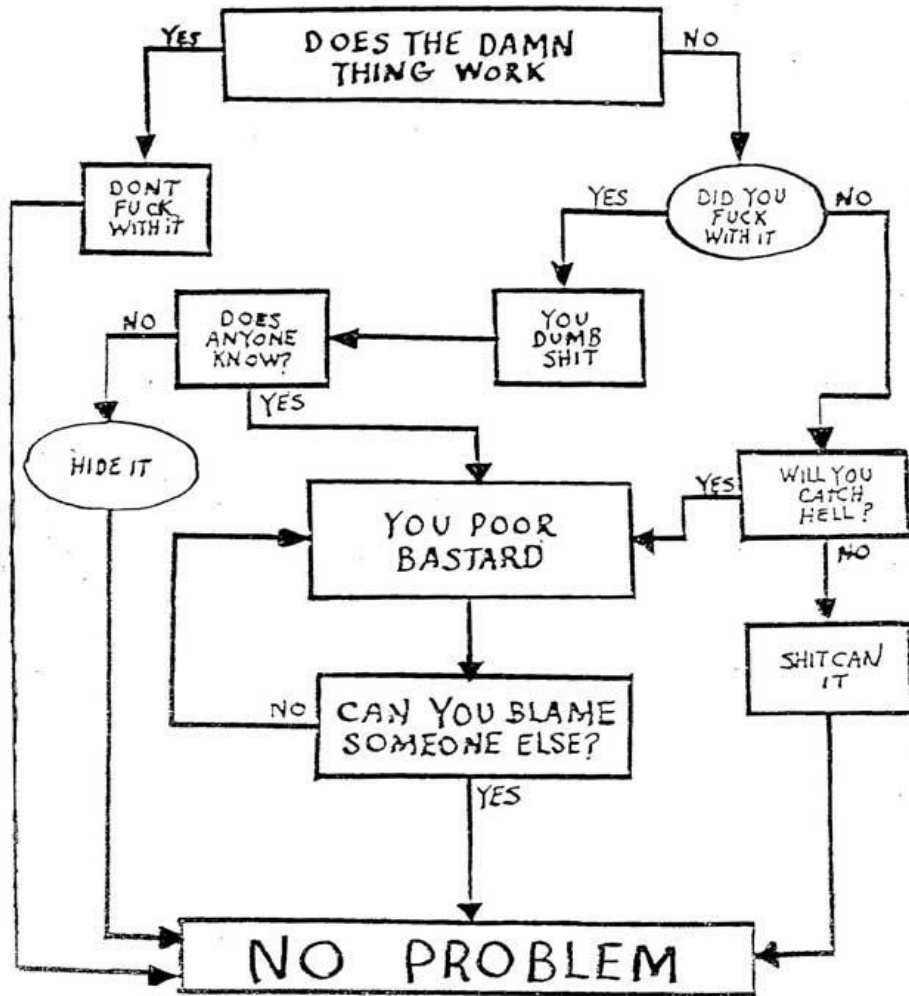 DOES THE DAMN
THING WORK
YES
NO
DONT
FUCK
WITH IT
DID YOU
FUCK
WITH IT
YES
NO
YOU
DUMB
SHIT
DOES
ANYONE
KNOW?
NO
YES
HIDE IT
WILL YOU
CATCH
HELL?
YES
NO
YOU POOR
BASTARD
SHITCAN
IT
CAN YOU BLAME
SOMEONE ELSE?
NO
YES
NO PROBLEM